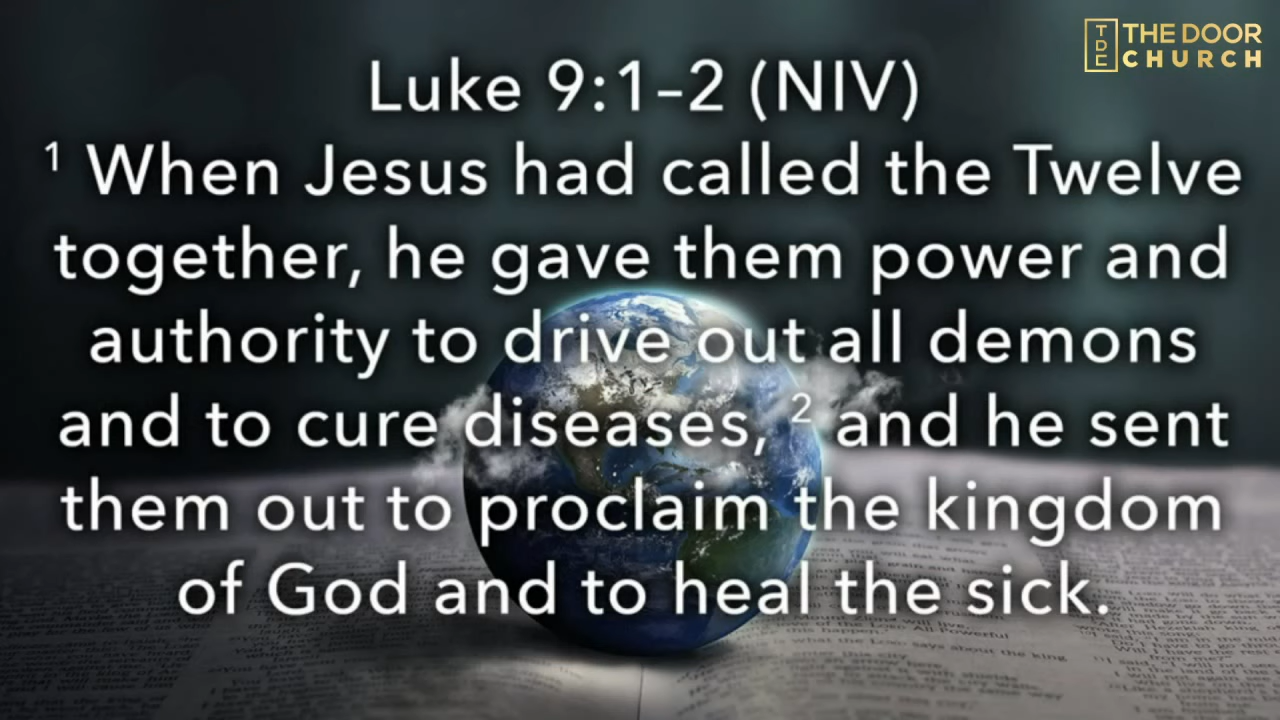 THE DOOR
TDE CHURCH
Luke 9:1–2 (NIV)
1 When Jesus had called the Twelve
together, he gave them power and
authority to drive out all demons
and to cure diseases, 2 and he sent
them out to proclaim the kingdom
of God and to heal the sick.